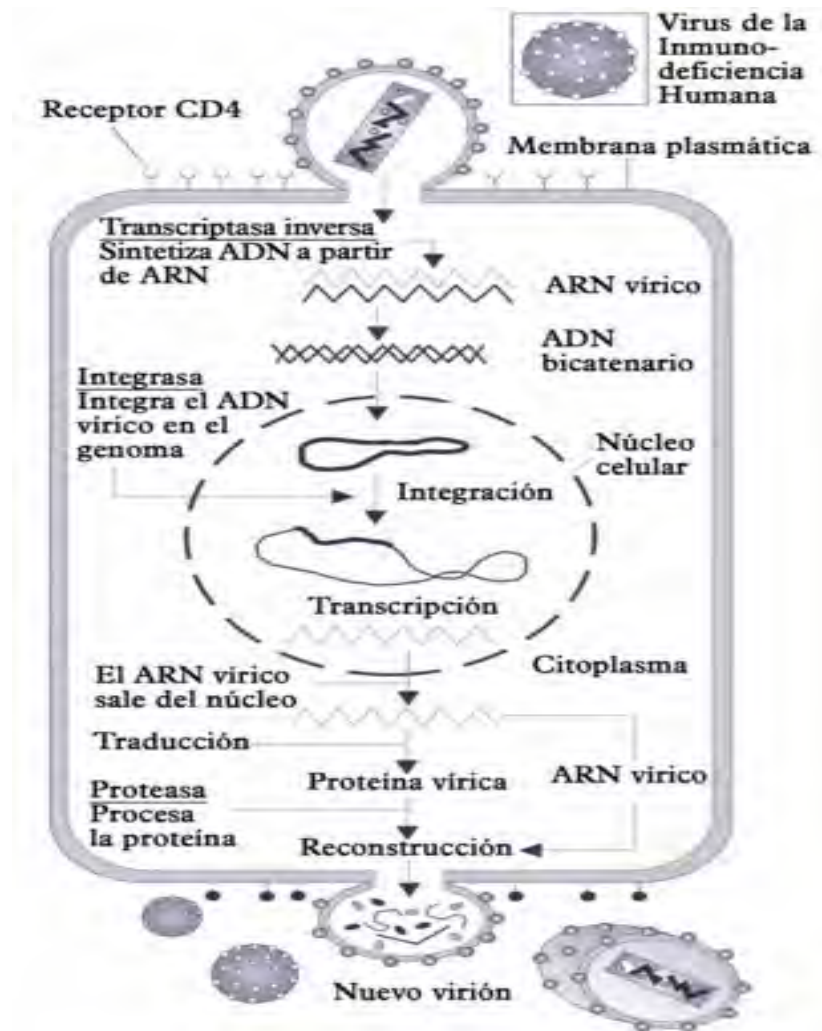 Virus de la
Inmuno-
deficiencia
Humana
Receptor CD4
Membrana plasmática
Transcriptasa inversa
Sintetiza ADN a partir
de ARN
ARN vírico
ADN
bicatenario
Integrasa
Integra el ADN
vírico en el
genoma
Núcleo
celular
Integración
Transcripción
Citoplasma
El ARN vírico
sale del núcleo
Traducción
Proteína vírica
ARN vírico
Proteasa
Procesa
la proteína
Reconstrucción
Nuevo virión